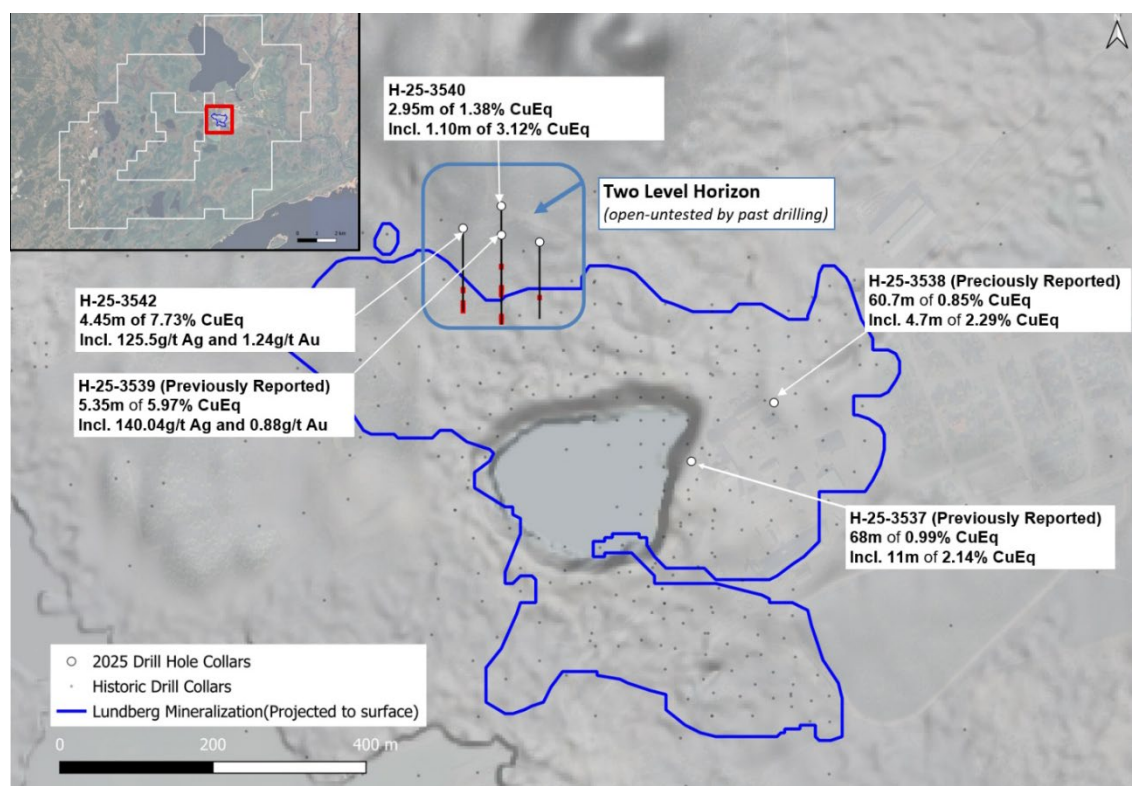 H-25-3540
2.95m of 1.38% CuEq
Incl. 1.10m of 3.12% CuEq
Two Level Horizon
(open-untested by past drilling)
H-25-3538 (Preciously Reported)
60.7m of 0.85% CuEq
Incl. 4.7m of 2.29% CuEq
H-25-3542
4.45m of 7.73% CuEq
Incl. 125.5g/t Ag and 1.24g/t Au
H-25-3539 (Previously Reported)
5.35m of 5.97% CuEq
Incl. 140.04g/t Ag and 0.88g/t Au
H-25-3537 (Previously Reported)
68m of 0.99% CuEq
Incl. 11m of 2.14% CuEq
2025 Drill Hole Collars
Historic Drill Collars
Lundberg Mineralization(Projected to surface)
0 200 400 m